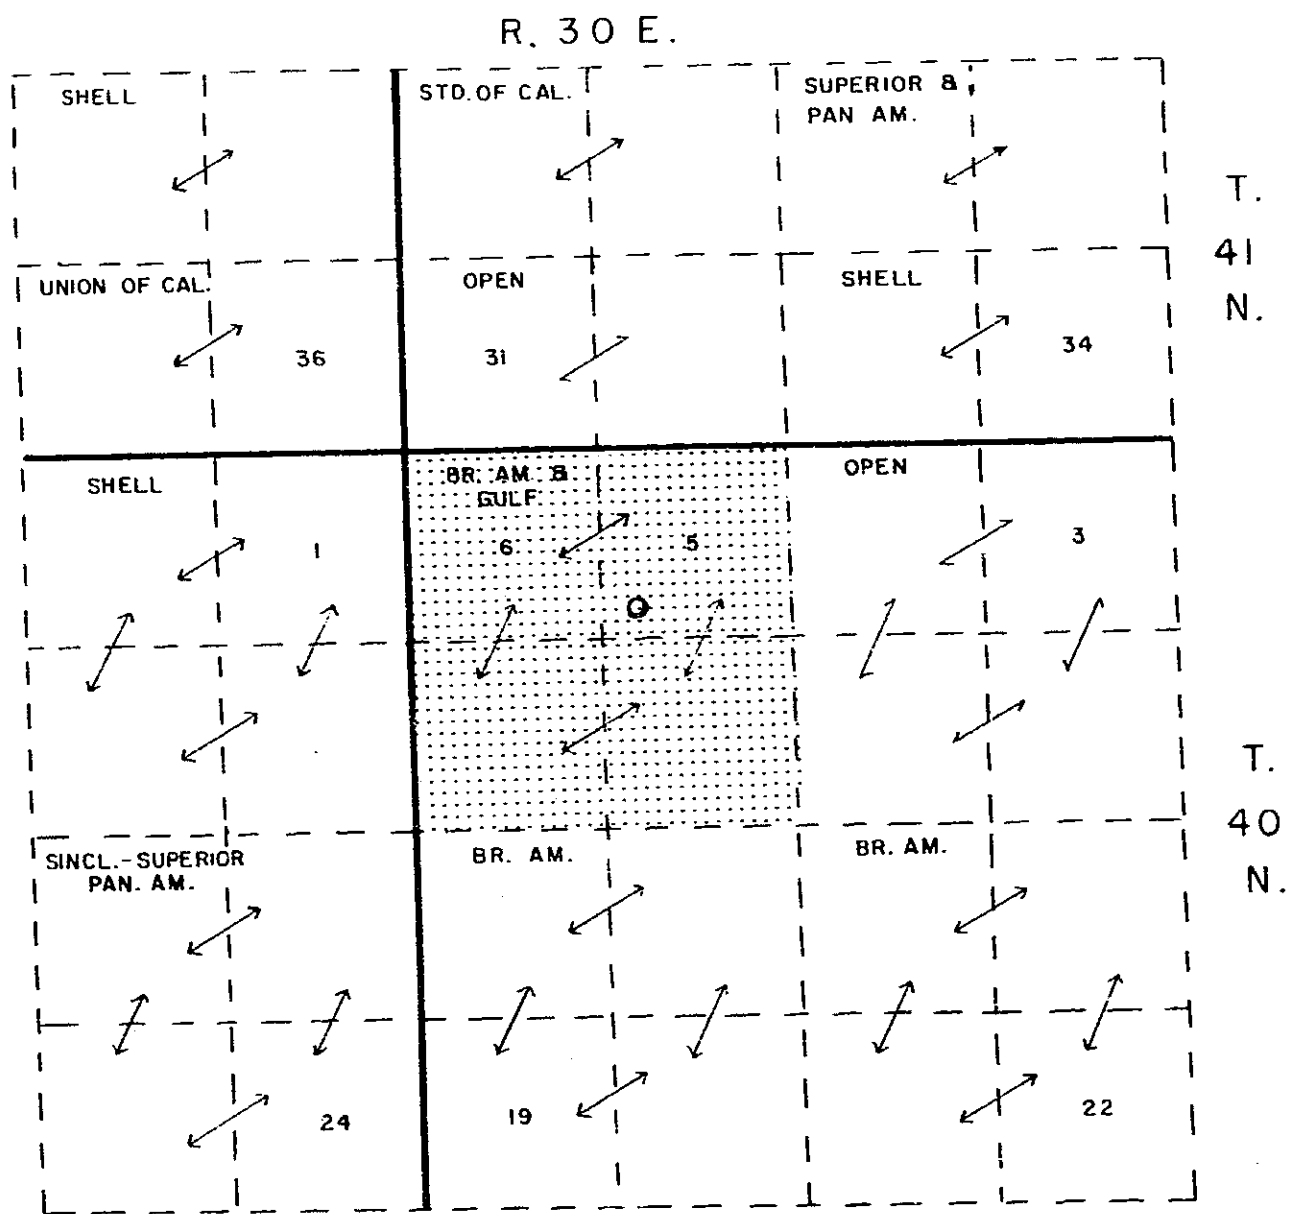 R. 30 E.
SHELL
STD. OF CAL.
SUPERIOR &
PAN AM.
T.
41
N.
UNION OF CAL.
OPEN
SHELL
36
31
34
SHELL
BR. AM. &
GULF
OPEN
1
6
5
3
T.
40
N.
SINCL.-SUPERIOR
PAN. AM.
BR. AM.
BR. AM.
24
19
22